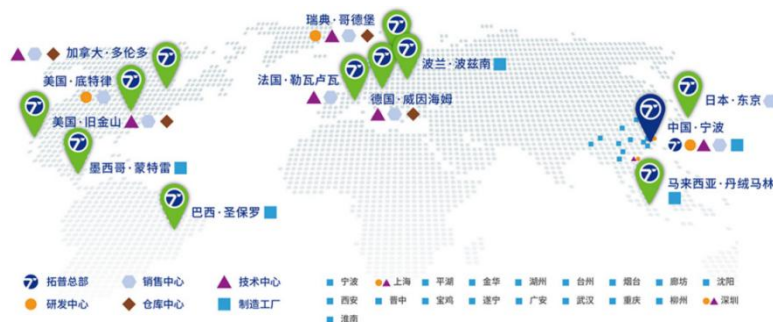 瑞典·哥德堡
加拿大·多伦多
美国·底特律
波兰·波兹南
法国·勒瓦卢瓦
德国·威因海姆
日本·东京
美国·旧金山
中国·宁波
墨西哥·蒙特雷
马来西亚·丹绒马林
巴西·圣保罗
拓普总部 销售中心 技术中心
研发中心 仓库中心 制造工厂
宁波 上海 平湖 金华 湖州 台州 烟台 廊坊 沈阳
西安 晋中 宝鸡 遂宁 广安 武汉 重庆 柳州 深圳
淮南